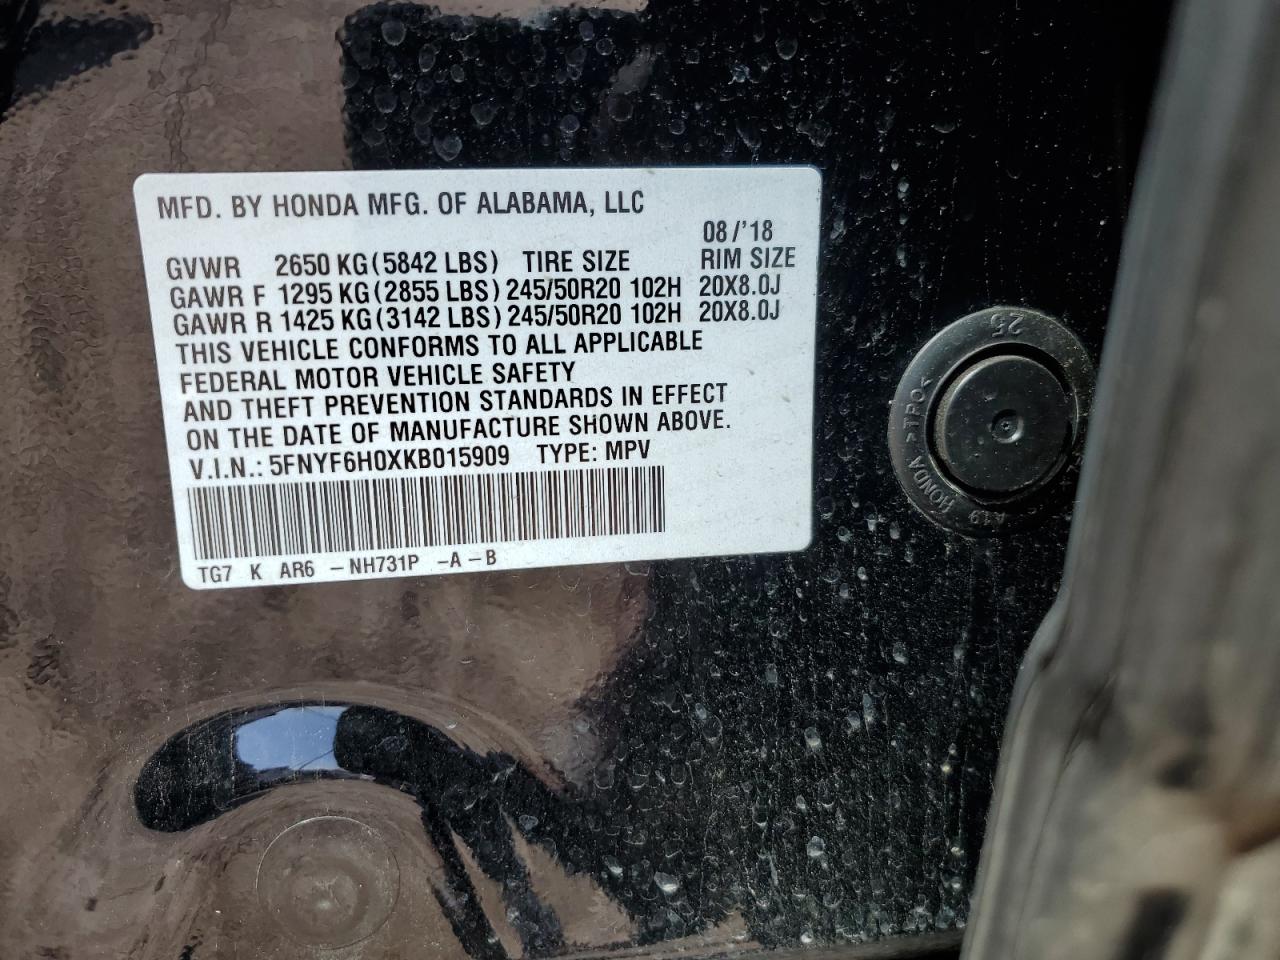 MFD. BY HONDA MFG. OF ALABAMA, LLC
08/'18
GVWR 2650 KG(5842 LBS) TIRE SIZE RIM SIZE
GAWR F 1295 KG(2855 LBS) 245/50R20 102H 20X8.0J
GAWR R 1425 KG(3142 LBS) 245/50R20 102H 20X8.0J
THIS VEHICLE CONFORMS TO ALL APPLICABLE
FEDERAL MOTOR VEHICLE SAFETY
AND THEFT PREVENTION STANDARDS IN EFFECT
ON THE DATE OF MANUFACTURE SHOWN ABOVE.
V.I.N.: 5FNYF6H0XKB015909 TYPE: MPV
TG7 K AR6 -NH731P -A-B
25
HONDA >TPO<
A19